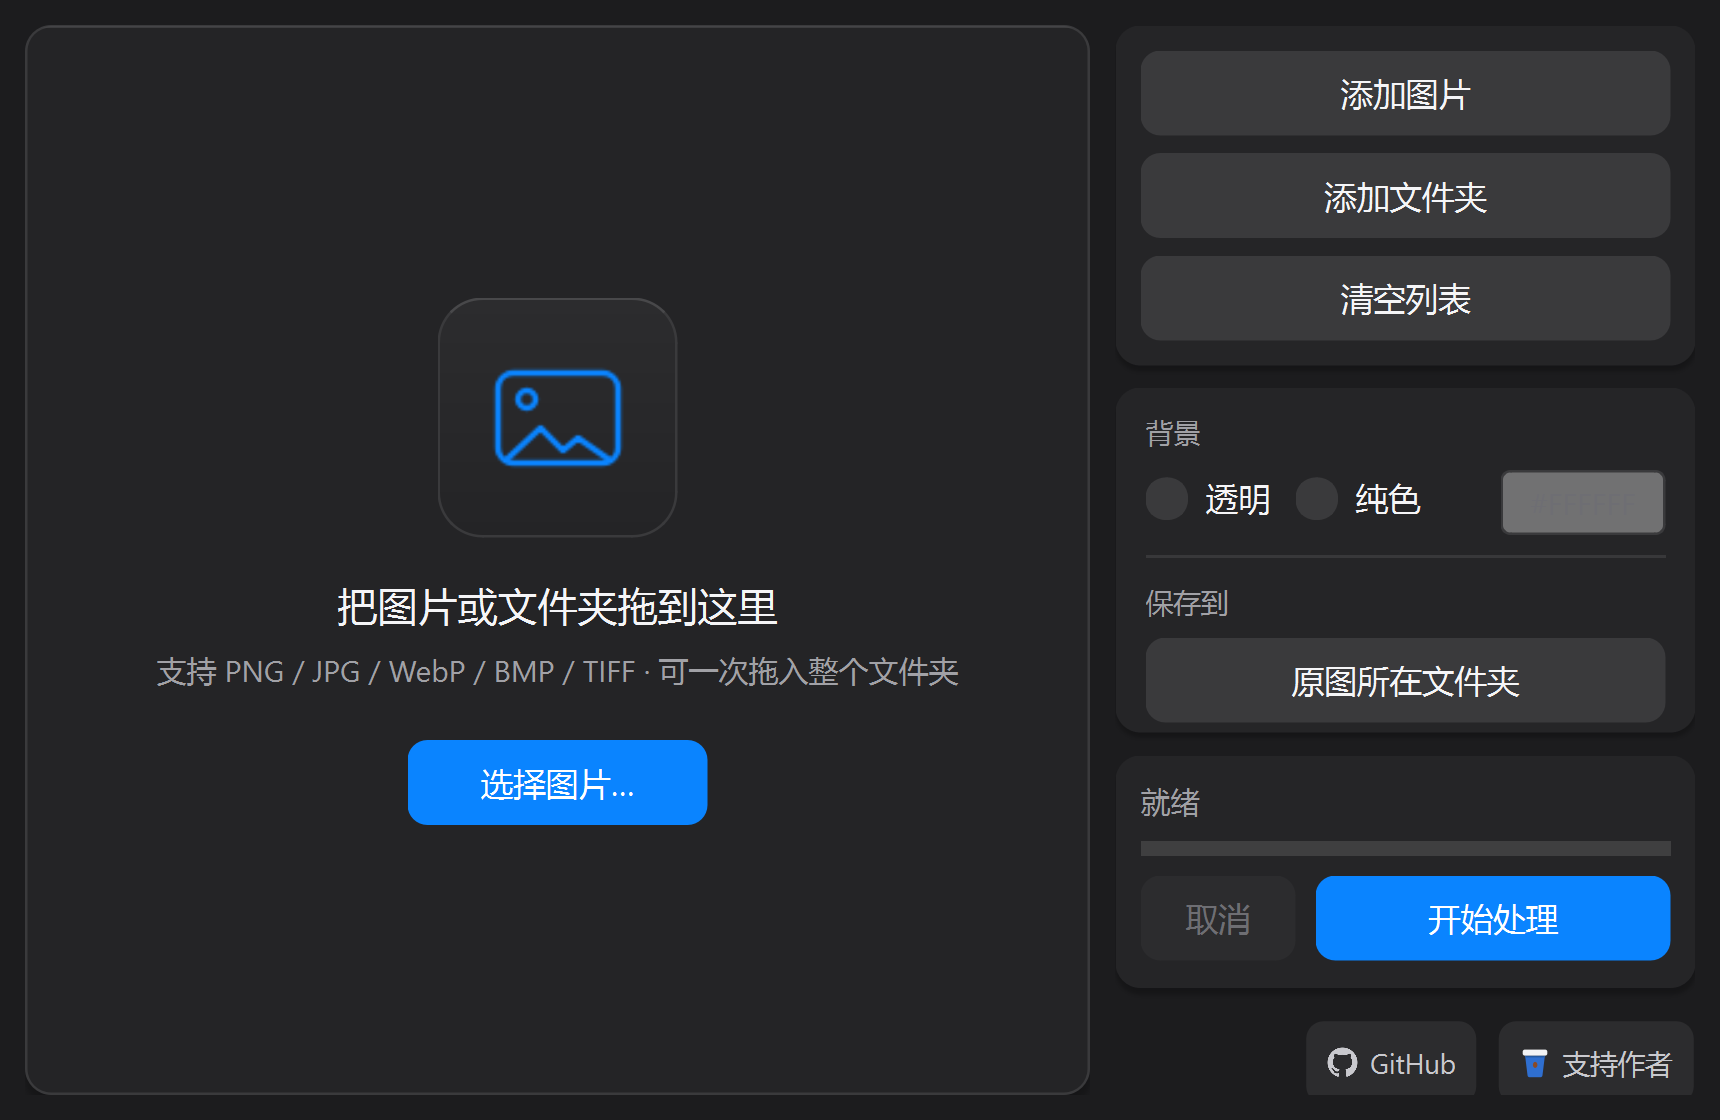 把图片或文件夹拖到这里
支持 PNG / JPG / WebP / BMP / TIFF · 可一次拖入整个文件夹
选择图片...
添加图片
添加文件夹
清空列表
背景
透明 纯色
保存到
原图所在文件夹
就绪
取消 开始处理
GitHub 支持作者